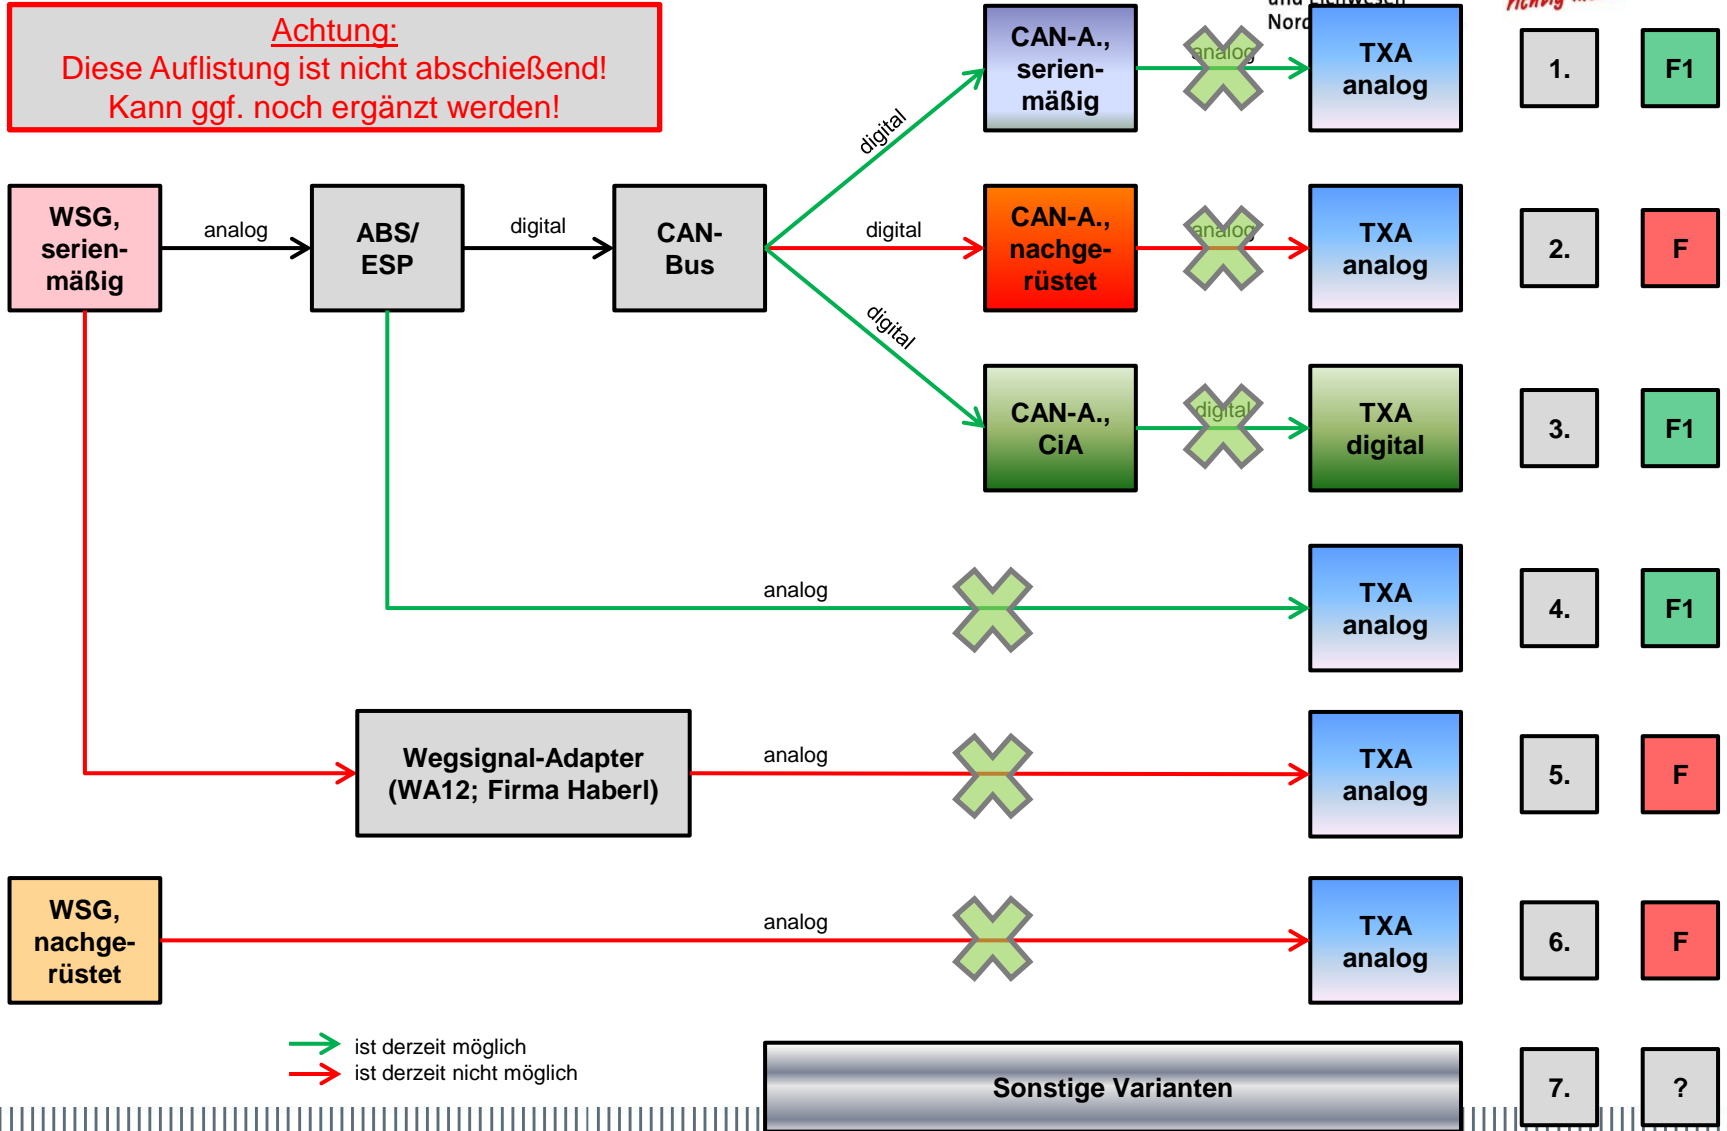 Achtung:
Diese Auflistung ist nicht abschießend!
Kann ggf. noch ergänzt werden!
und Eichwesen
Nord
richtig
CAN-A.,
serien-
mäßig
analog
TXA
analog
1.
F1
digital
WSG,
serien-
mäßig
analog
ABS/
ESP
digital
CAN-
Bus
digital
CAN-A.,
nachge-
rüstet
analog
TXA
analog
2.
F
digital
CAN-A.,
CiA
digital
TXA
digital
3.
F1
analog
TXA
analog
4.
F1
Wegsignal-Adapter
(WA12; Firma Haberl)
analog
TXA
analog
5.
F
WSG,
nachge-
rüstet
analog
TXA
analog
6.
F
ist derzeit möglich
ist derzeit nicht möglich
Sonstige Varianten
7.
?